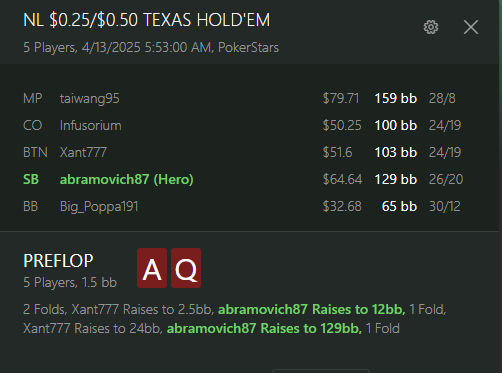 NL $0.25/$0.50 TEXAS HOLD'EM
5 Players, 4/13/2025 5:53:00 AM, PokerStars
MP taiwang95 $79.71 159 bb 28/8
CO Infusorium $50.25 100 bb 24/19
BTN Xant777 $51.6 103 bb 24/19
SB abramovich87 (Hero) $64.64 129 bb 26/20
BB Big_Poppa191 $32.68 65 bb 30/12
PREFLOP A Q
5 Players, 1.5 bb
2 Folds, Xant777 Raises to 2.5bb, abramovich87 Raises to 12bb, 1 Fold,
Xant777 Raises to 24bb, abramovich87 Raises to 129bb, 1 Fold